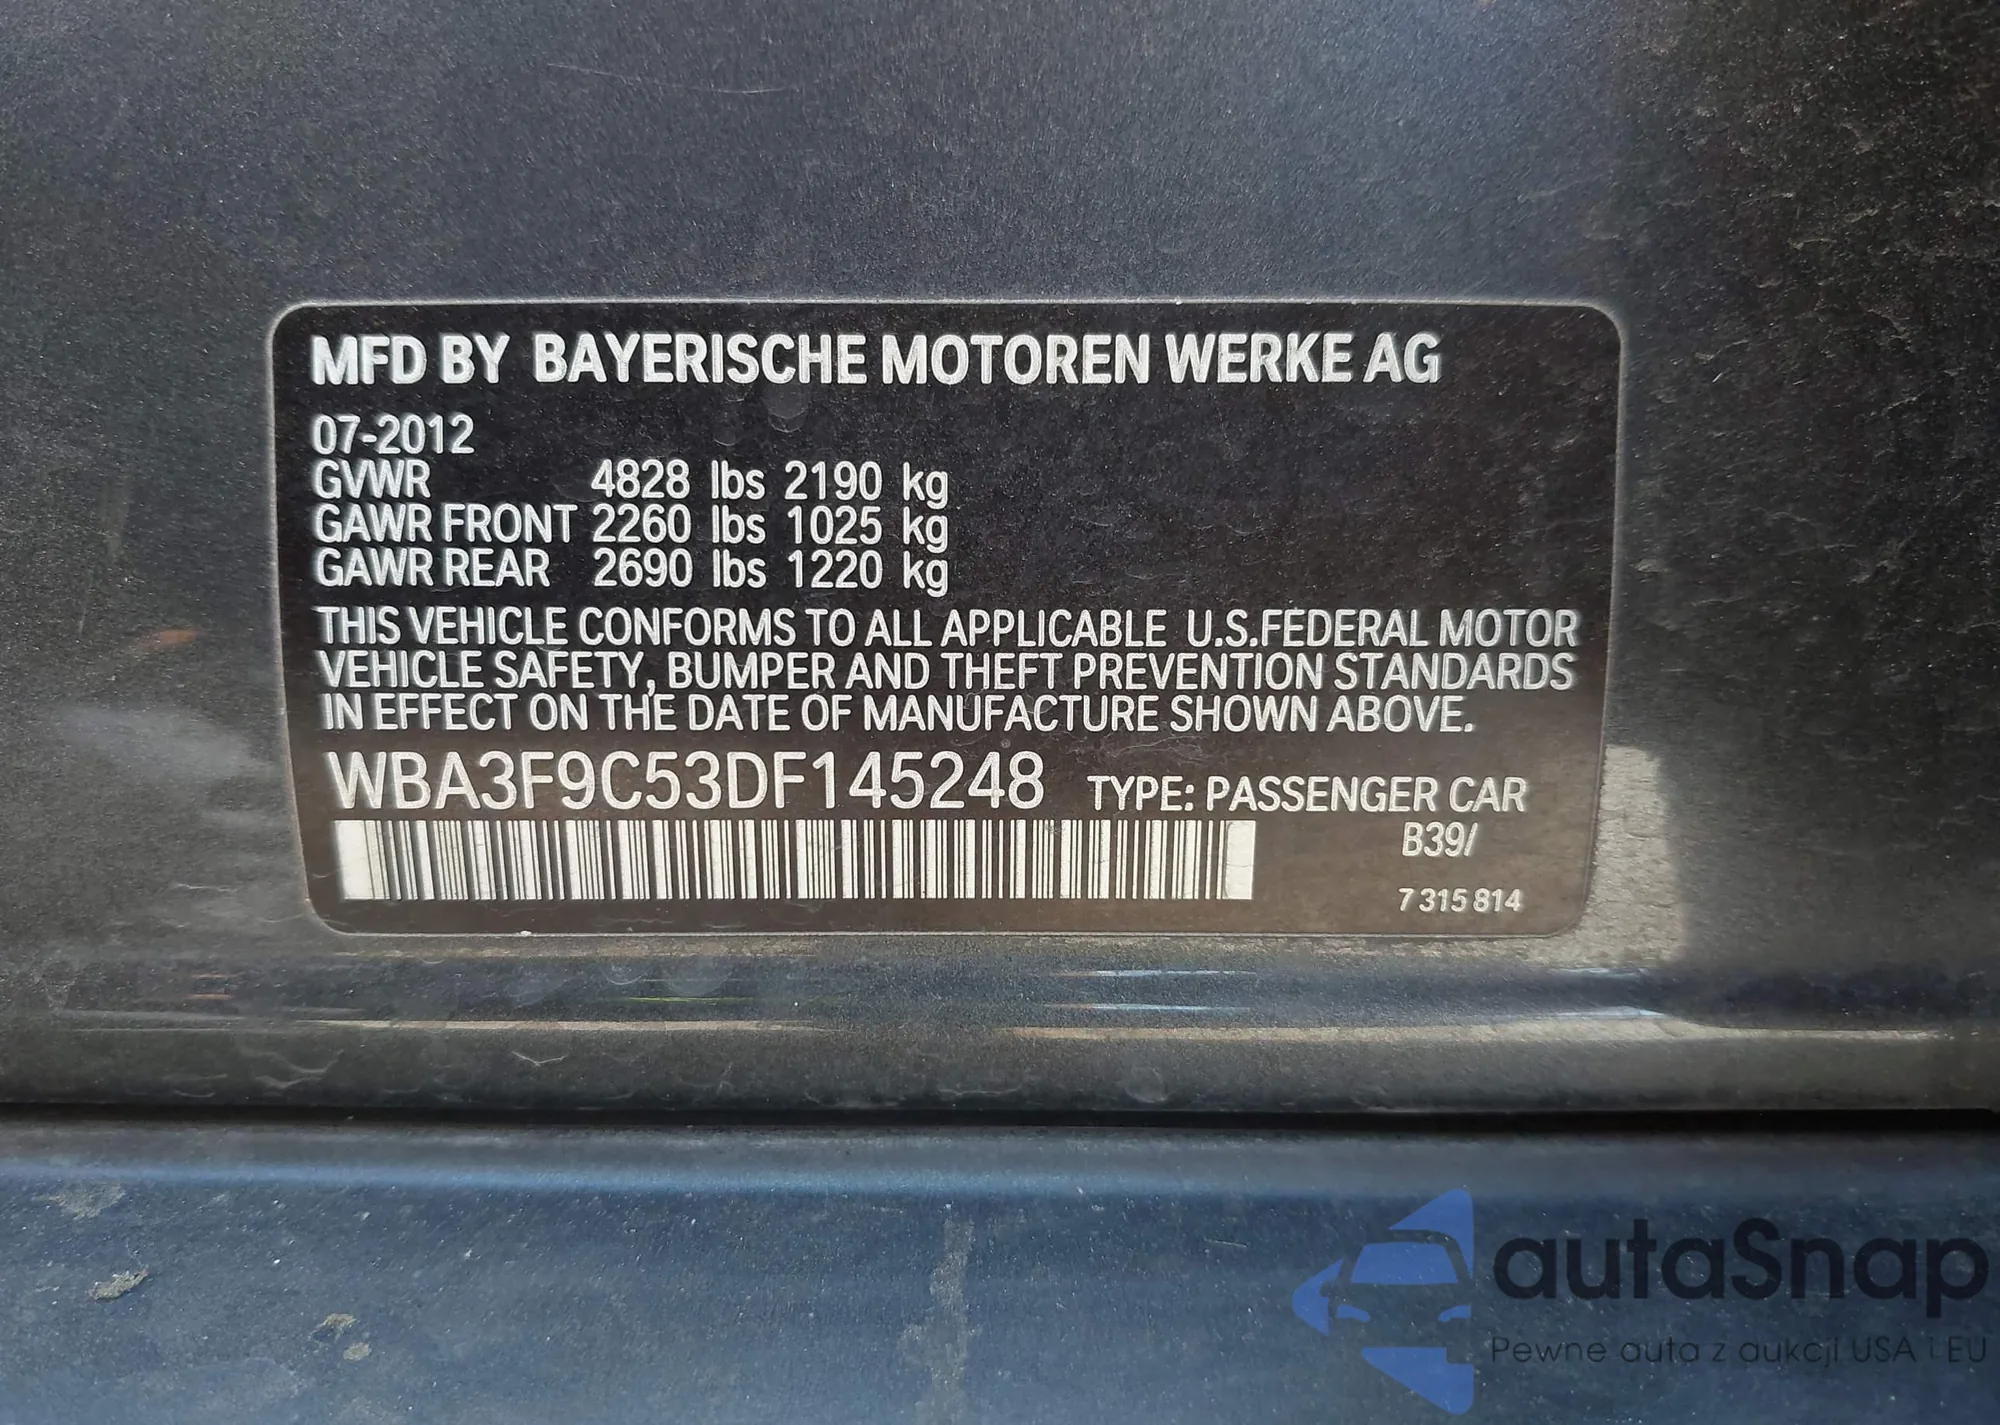 MFD BY BAYERISCHE MOTOREN WERKE AG
07-2012
GVWR 4828 lbs 2190 kg
GAWR FRONT 2260 lbs 1025 kg
GAWR REAR 2690 lbs 1220 kg
THIS VEHICLE CONFORMS TO ALL APPLICABLE U.S.FEDERAL MOTOR
VEHICLE SAFETY, BUMPER AND THEFT PREVENTION STANDARDS
IN EFFECT ON THE DATE OF MANUFACTURE SHOWN ABOVE.
WBA3F9C53DF145248 TYPE: PASSENGER CAR
B39/
7 315 814
autaSnap
Pewne auta z aukcji USA i EU